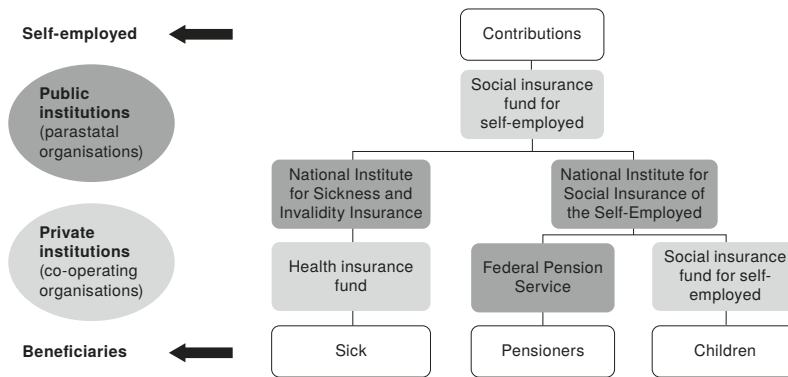 Self-employed
Contributions
Public
institutions
(parastatal
organisations)
Social insurance
fund for
self-employed
National Institute
for Sickness and
Invalidity Insurance
National Institute for
Social Insurance of
the Self-Employed
Private
institutions
(co-operating
organisations)
Health insurance
fund
Federal Pension
Service
Social insurance
fund for self-
employed
Beneficiaries
Sick
Pensioners
Children